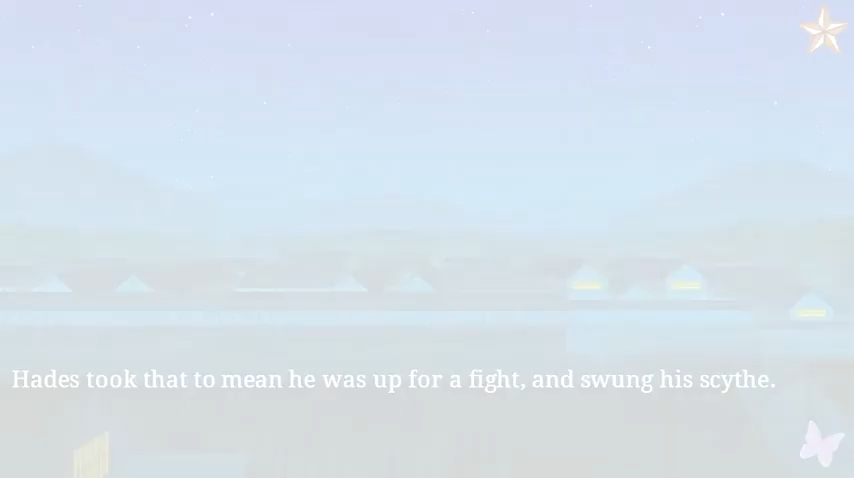 Hades took that to mean he was up for a fight, and swung his scythe.